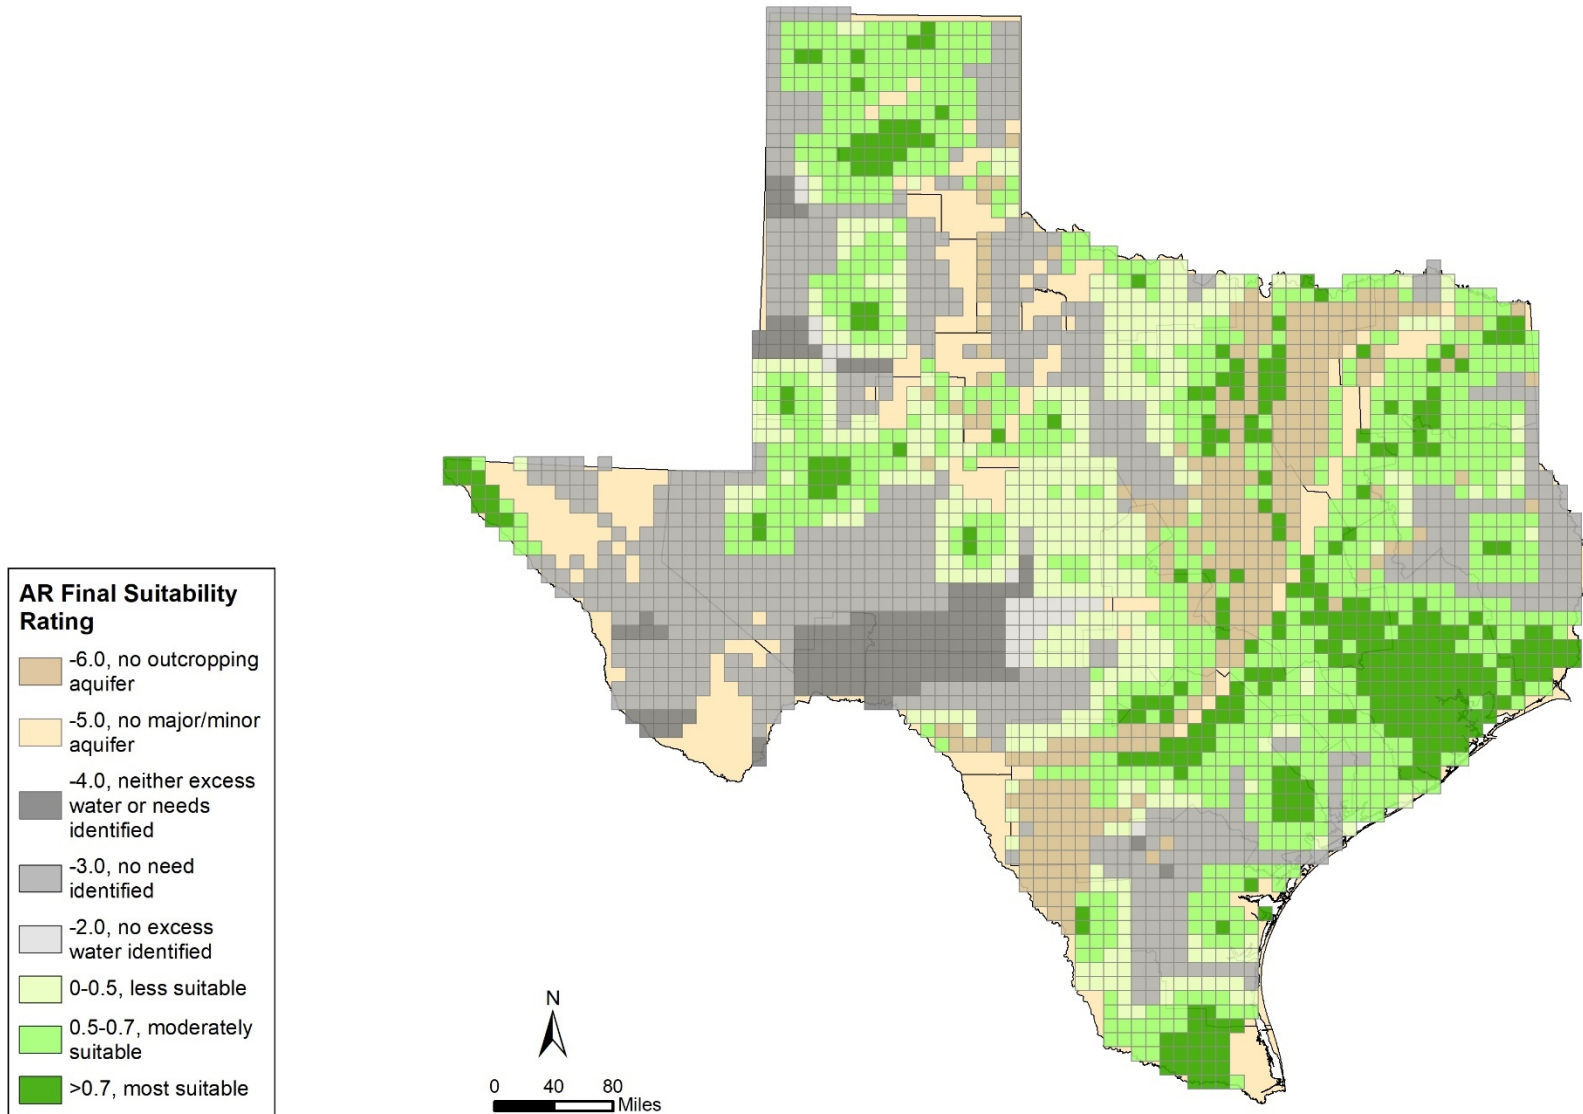 AR Final Suitability
Rating
-6.0, no outcropping
aquifer
-5.0, no major/minor
aquifer
-4.0, neither excess
water or needs
identified
-3.0, no need
identified
-2.0, no excess
water identified
0-0.5, less suitable
0.5-0.7, moderately
suitable
>0.7, most suitable
N
0 40 80
Miles